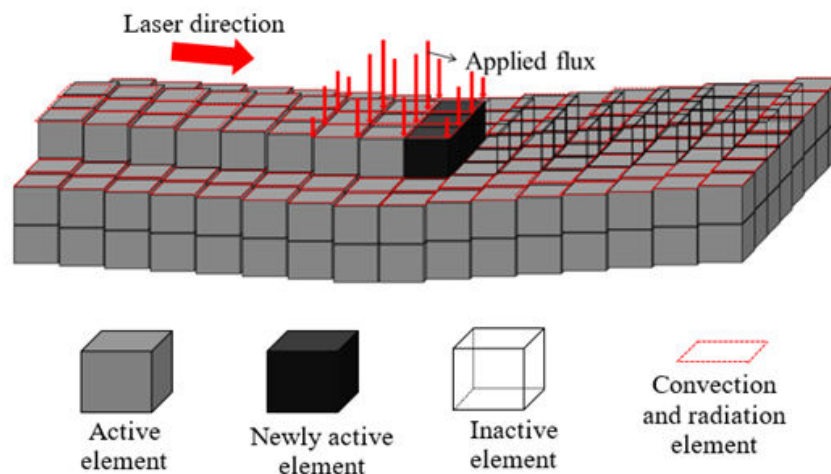 Laser direction
Applied flux
Active
element
Newly active
element
Inactive
element
Convection
and radiation
element